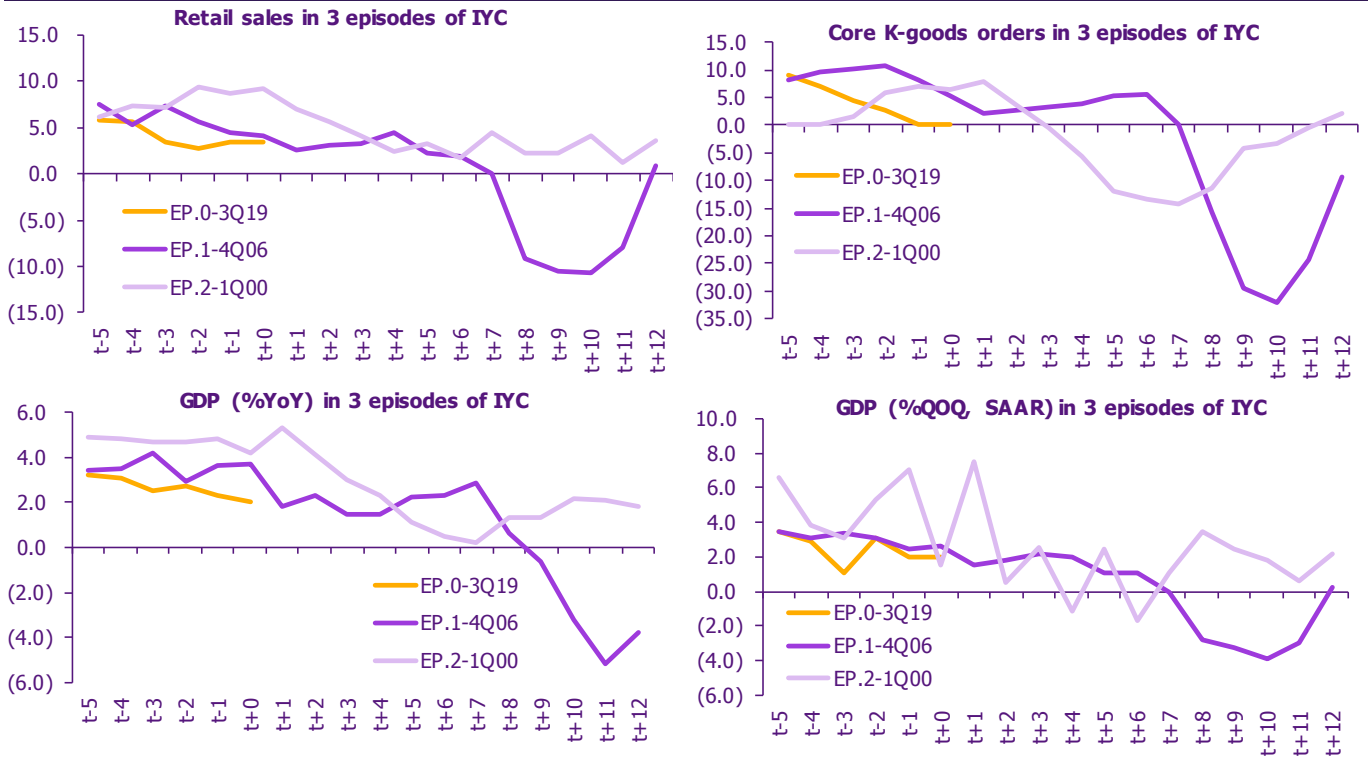 Retail sales in 3 episodes of IYC
15.0
10.0
5.0
0.0
(5.0)
(10.0)
(15.0)
EP.0-3Q19
EP.1-4Q06
EP.2-1Q00
t-5
t-4
t-3
t-2
t-1
t+0
t+1
t+2
t+3
t+4
t+5
t+6
t+7
t+8
t+9
t+10
t+11
t+12
Core K-goods orders in 3 episodes of IYC
15.0
10.0
5.0
0.0
(5.0)
(10.0)
(15.0)
(20.0)
(25.0)
(30.0)
(35.0)
EP.0-3Q19
EP.1-4Q06
EP.2-1Q00
t-5
t-4
t-3
t-2
t-1
t+0
t+1
t+2
t+3
t+4
t+5
t+6
t+7
t+8
t+9
t+10
t+11
t+12
GDP (%YoY) in 3 episodes of IYC
6.0
4.0
2.0
0.0
(2.0)
(4.0)
(6.0)
EP.0-3Q19
EP.1-4Q06
EP.2-1Q00
t-5
t-4
t-3
t-2
t-1
t+0
t+1
t+2
t+3
t+4
t+5
t+6
t+7
t+8
t+9
t+10
t+11
t+12
GDP (%QOQ, SAAR) in 3 episodes of IYC
10.0
8.0
6.0
4.0
2.0
0.0
(2.0)
(4.0)
(6.0)
EP.0-3Q19
EP.1-4Q06
EP.2-1Q00
t-5
t-4
t-3
t-2
t-1
t+0
t+1
t+2
t+3
t+4
t+5
t+6
t+7
t+8
t+9
t+10
t+11
t+12